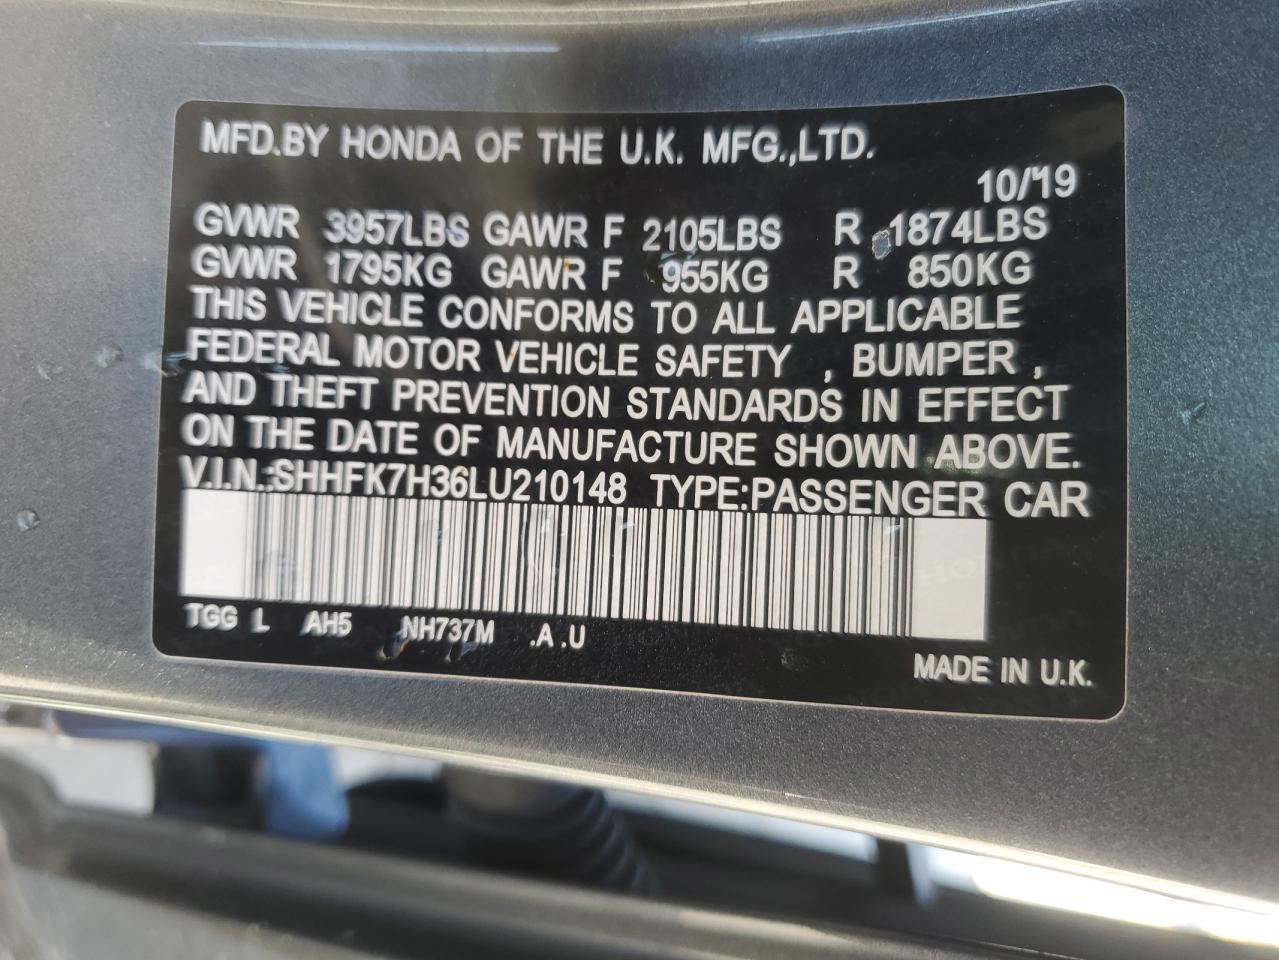 MFD.BY HONDA OF THE U.K. MFG.,LTD.
10/'19
GVWR 3957LBS GAWR F 2105LBS R 1874LBS
GVWR 1795KG GAWR F 955KG R 850KG
THIS VEHICLE CONFORMS TO ALL APPLICABLE
FEDERAL MOTOR VEHICLE SAFETY , BUMPER ,
AND THEFT PREVENTION STANDARDS IN EFFECT
ON THE DATE OF MANUFACTURE SHOWN ABOVE.
V.I.N.:SHHFK7H36LU210148 TYPE:PASSENGER CAR
TGG L AH5 NH737M .A .U
MADE IN U.K.